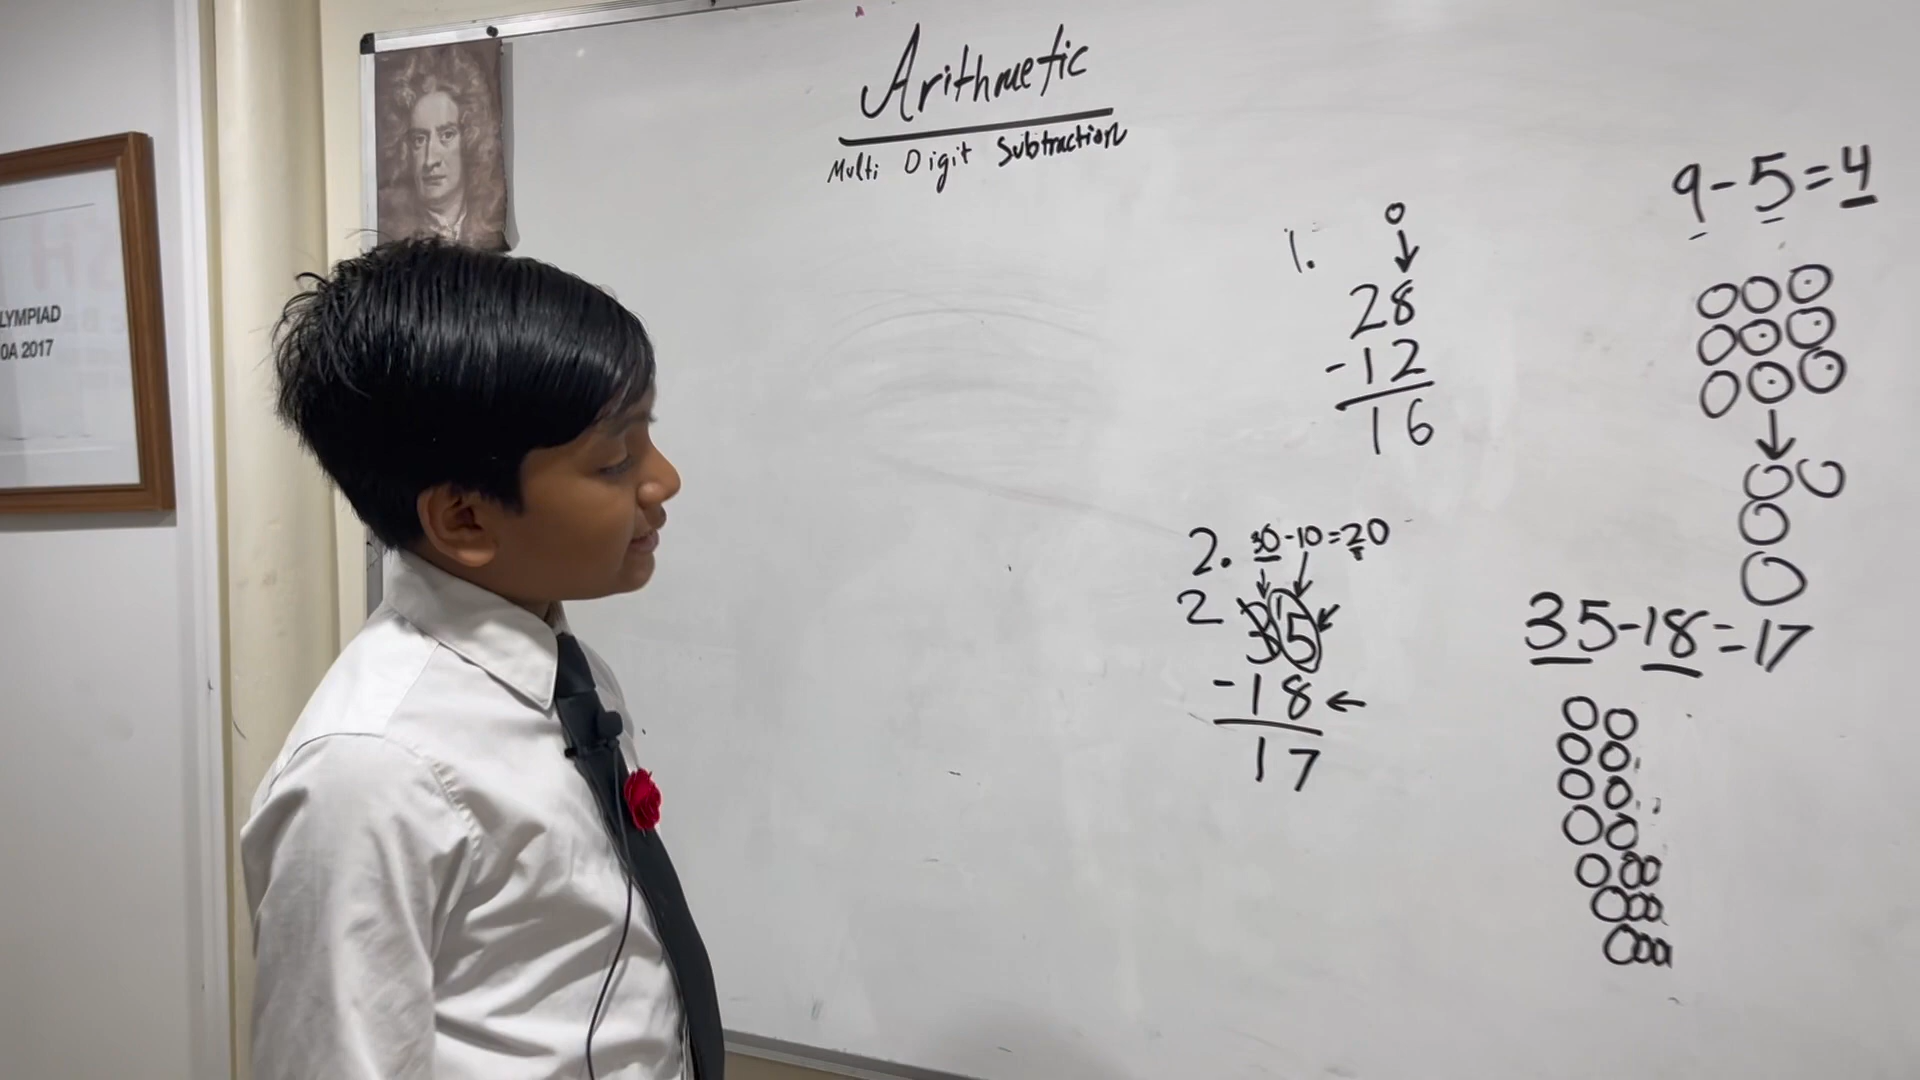 LYMPIAD
OA 2017
Arithmetic
Multi Digit Subtraction
1.
28
-12
16
2. 30-10=20
2 35
-18
17
9-5=4
35-18=17